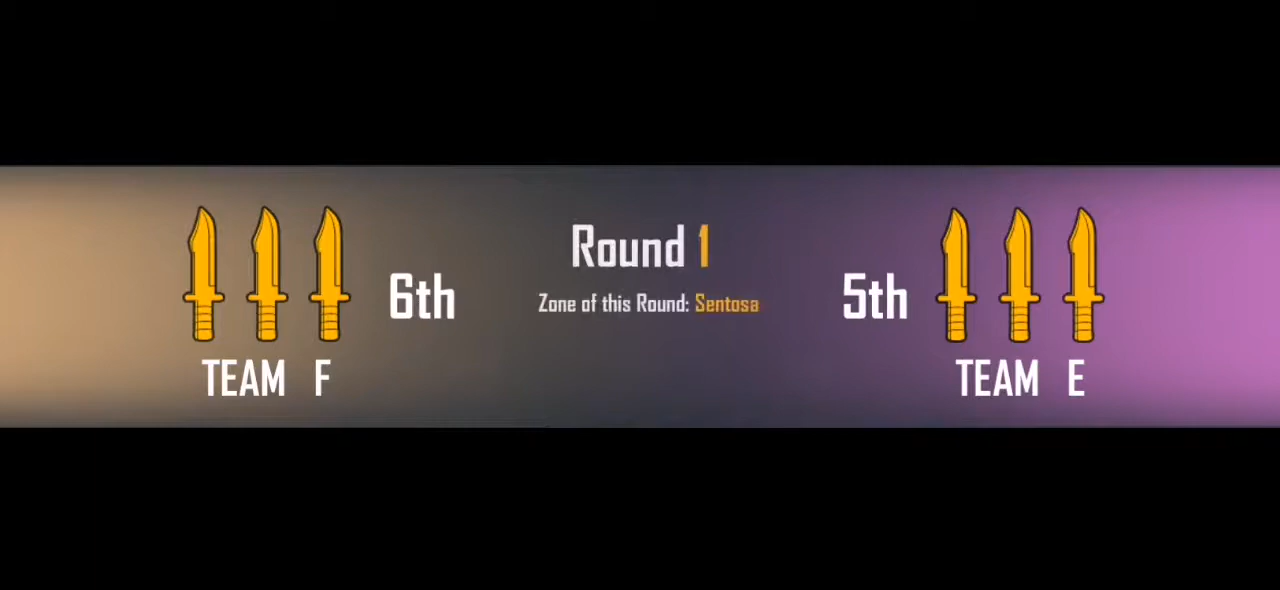 Round 1
Zone of this Round: Sentosa
6th
TEAM F
5th
TEAM E